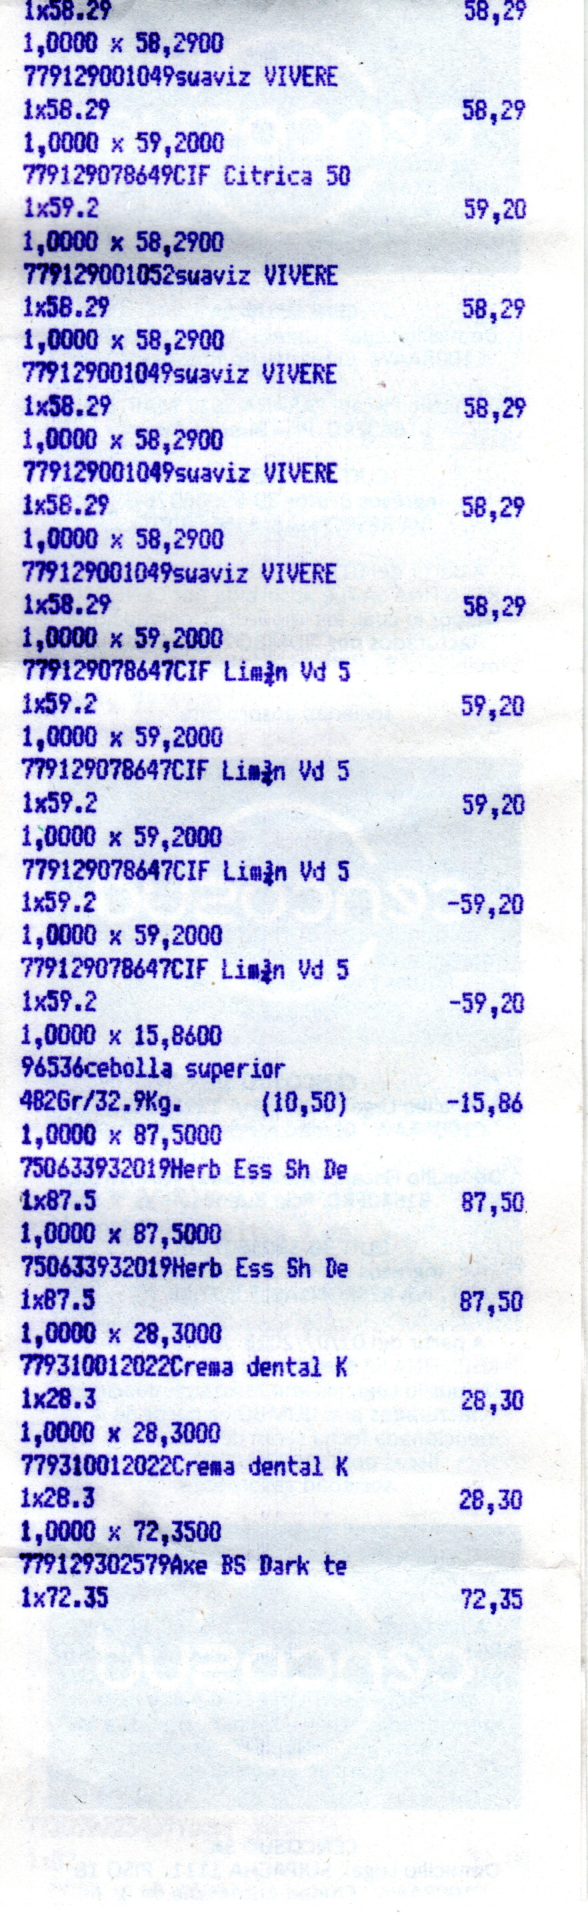 1x58.29 58,29
1,0000 x 58,2900
779129001049suaviz VIVERE
1x58.29 58,29
1,0000 x 59,2000
779129078649CIF Citrica 50
1x59.2 59,20
1,0000 x 58,2900
779129001052suaviz VIVERE
1x58.29 58,29
1,0000 x 58,2900
779129001049suaviz VIVERE
1x58.29 58,29
1,0000 x 58,2900
779129001049suaviz VIVERE
1x58.29 58,29
1,0000 x 58,2900
779129001049suaviz VIVERE
1x58.29 58,29
1,0000 x 59,2000
779129078647CIF Limãn Vd 5
1x59.2 59,20
1,0000 x 59,2000
779129078647CIF Limãn Vd 5
1x59.2 59,20
1,0000 x 59,2000
779129078647CIF Limãn Vd 5
1x59.2 -59,20
1,0000 x 59,2000
779129078647CIF Limãn Vd 5
1x59.2 -59,20
1,0000 x 15,8600
96536cebolla superior
482Gr/32.9Kg. (10,50) -15,86
1,0000 x 87,5000
750633932019Herb Ess Sh De
1x87.5 87,50
1,0000 x 87,5000
750633932019Herb Ess Sh De
1x87.5 87,50
1,0000 x 28,3000
779310012022Crema dental K
1x28.3 28,30
1,0000 x 28,3000
779310012022Crema dental K
1x28.3 28,30
1,0000 x 72,3500
779129302579Axe BS Dark te
1x72.35 72,35